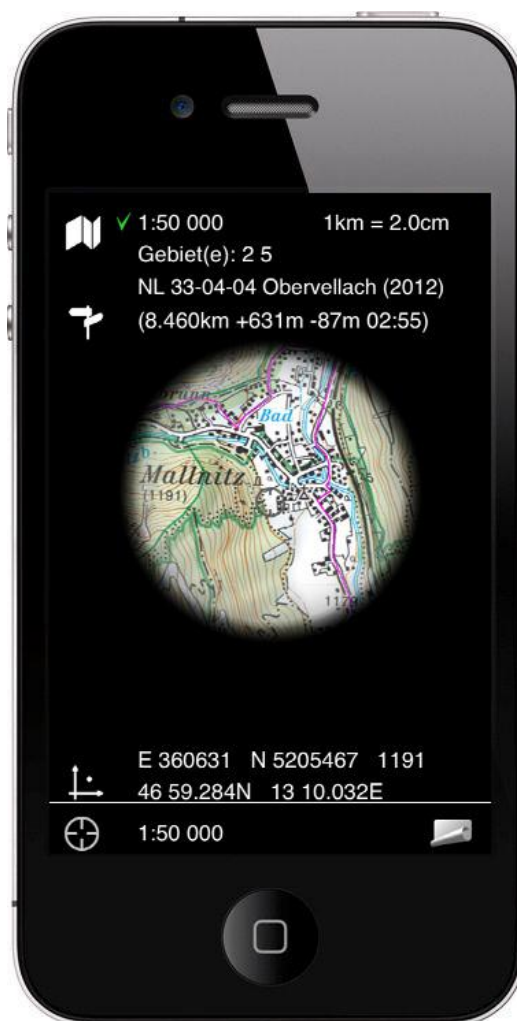 1:50 000 1km = 2.0cm
Gebiet(e): 2 5
NL 33-04-04 Obervellach (2012)
(8.460km +631m -87m 02:55)
Bad
Mallnitz
(1191)
E 360631 N 5205467 1191
46 59.284N 13 10.032E
1:50 000